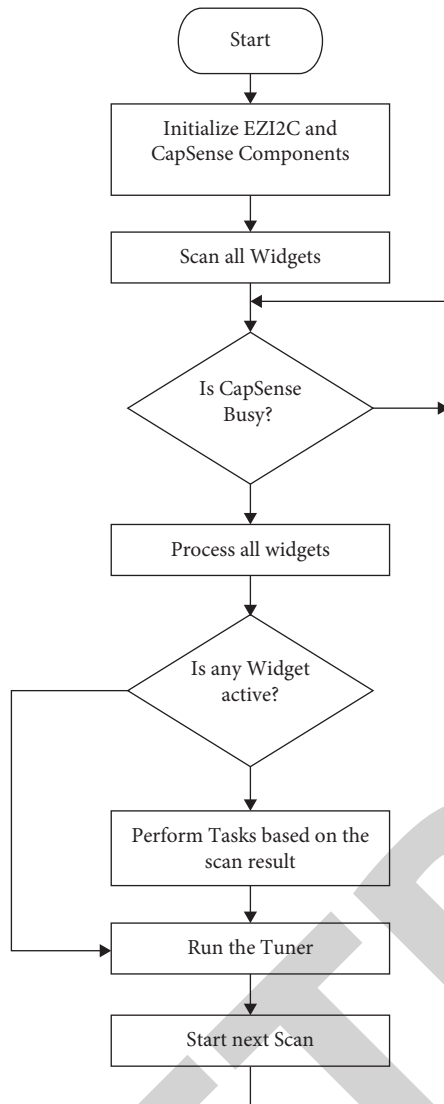 Start
Initialize EZI2C and
CapSense Components
Scan all Widgets
Is CapSense
Busy?
Process all widgets
Is any Widget
active?
Perform Tasks based on the
scan result
Run the Tuner
Start next Scan